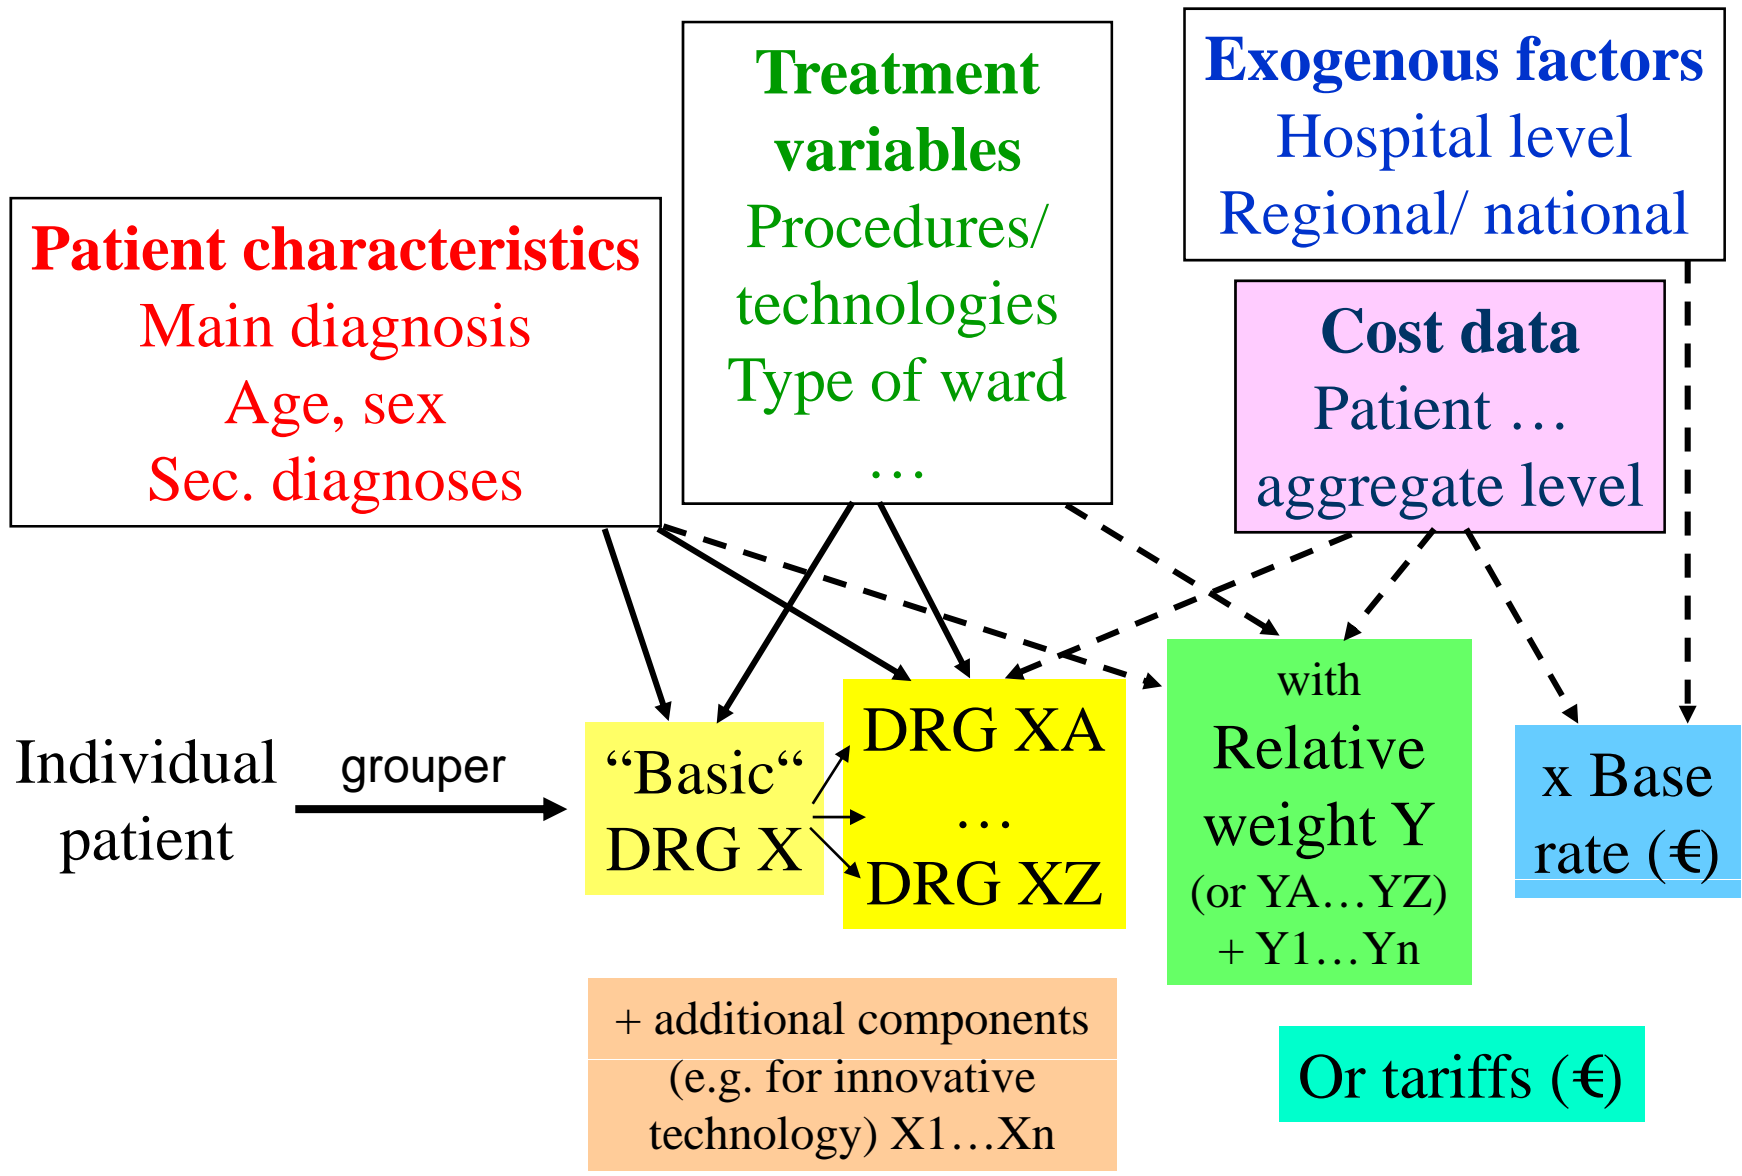 Treatment
variables
Procedures/
technologies
Type of ward
…
Exogenous factors
Hospital level
Regional/ national
Patient characteristics
Main diagnosis
Age, sex
Sec. diagnoses
Cost data
Patient …
aggregate level
Individual
patient
grouper
“Basic“
DRG X
DRG XA
…
DRG XZ
with
Relative
weight Y
(or YA…YZ)
+ Y1…Yn
x Base
rate (€)
+ additional components
(e.g. for innovative
technology) X1…Xn
Or tariffs (€)